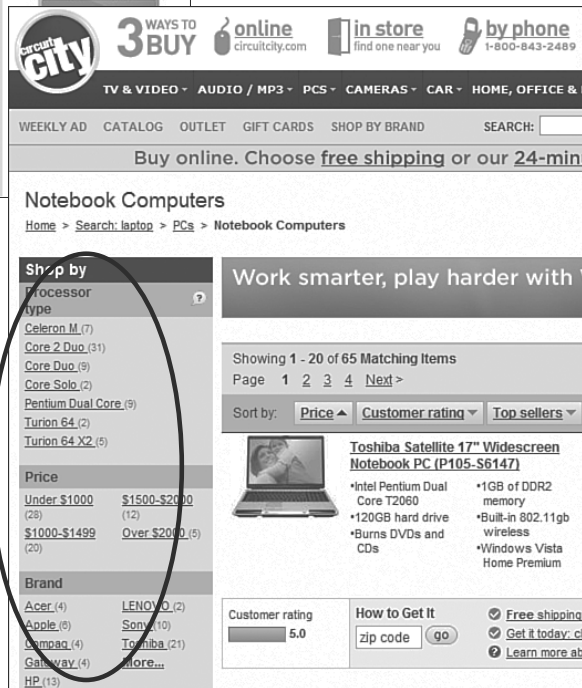 circuit city
3 WAYS TO BUY
online
circuitcity.com
in store
find one near you
by phone
1-800-843-2489
TV & VIDEO AUDIO / MP3 PCS CAMERAS CAR HOME, OFFICE &
WEEKLY AD CATALOG OUTLET GIFT CARDS SHOP BY BRAND SEARCH:
Buy online. Choose free shipping or our 24-min
Notebook Computers
Home > Search: laptop > PCs > Notebook Computers
Shop by
Processor type ?
Celeron M (7)
Core 2 Duo (31)
Core Duo (9)
Core Solo (2)
Pentium Dual Core (9)
Turion 64 (2)
Turion 64 X2 (5)
Price
Under $1000 (28)
$1500-$2000 (12)
$1000-$1499 (20)
Over $2000 (5)
Brand
Acer (4) LENOVO (2)
Apple (6) Sony (10)
Compaq (4) Toshiba (21)
Gateway (4) More...
HP (13)
Work smarter, play harder with
Showing 1 - 20 of 65 Matching Items
Page 1 2 3 4 Next >
Sort by: Price Customer rating Top sellers
Toshiba Satellite 17" Widescreen
Notebook PC (P105-S6147)
•Intel Pentium Dual
Core T2060
•120GB hard drive
•Burns DVDs and
CDs
•1GB of DDR2
memory
•Built-in 802.11gb
wireless
•Windows Vista
Home Premium
Customer rating
5.0
How to Get It
zip code go
Free shipping
Get it today:
Learn more